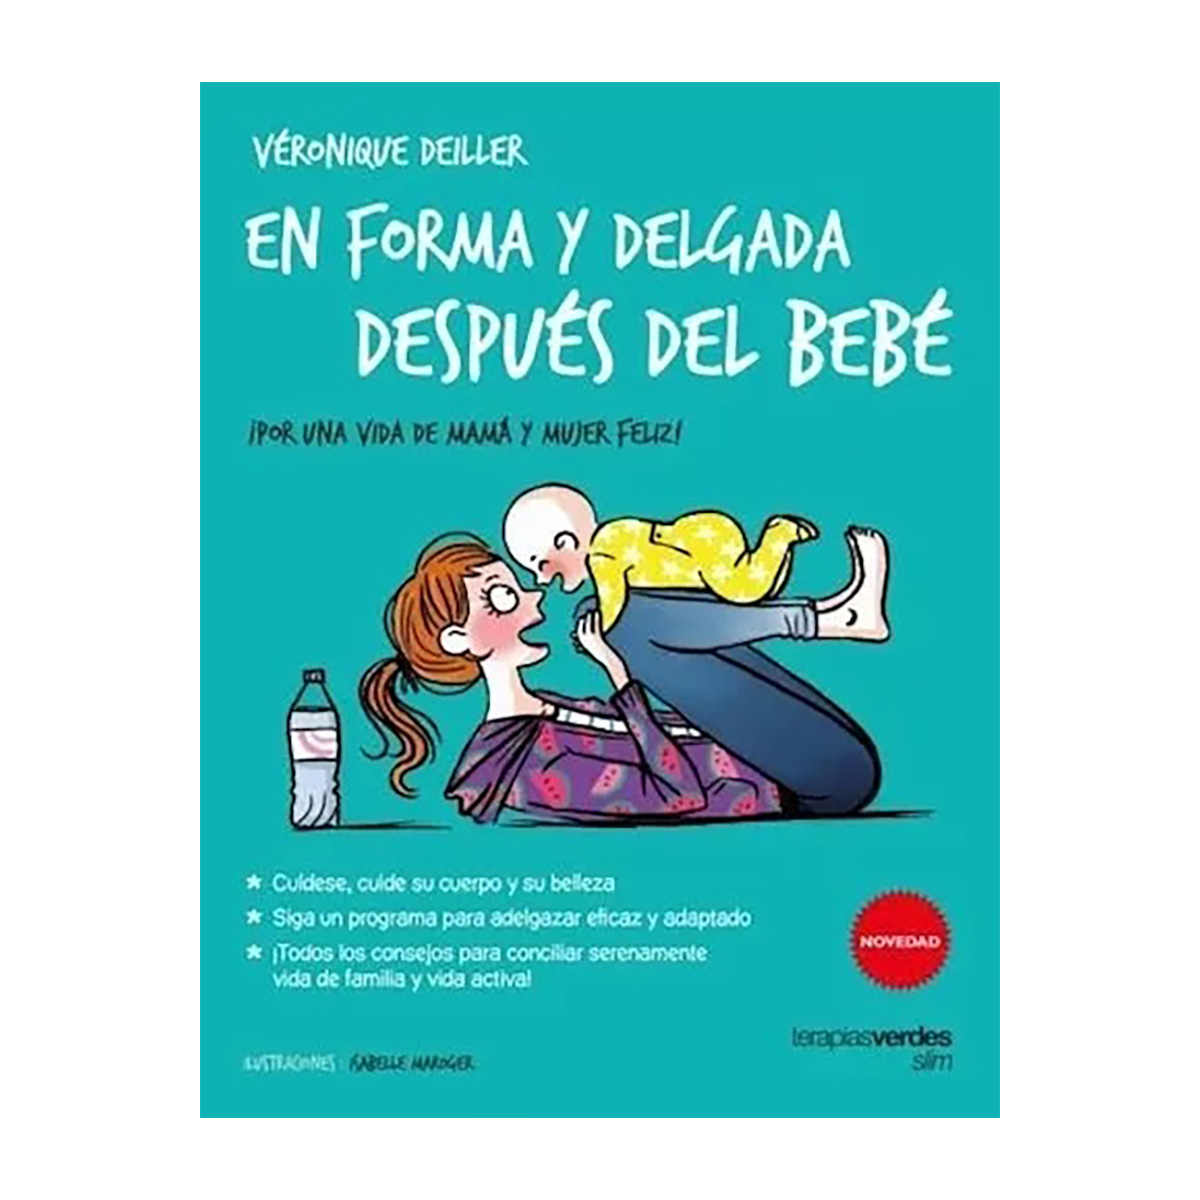 VÉRONIQUE DEILLER
EN FORMA Y DELGADA
DESPUÉS DEL BEBÉ
¡POR UNA VIDA DE MAMÁ Y MUJER FELIZ!
★ Cuídese, cuide su cuerpo y su belleza
★ Siga un programa para adelgazar eficaz y adaptado
★ ¡Todos los consejos para conciliar serenamente
vida de familia y vida activa!
NOVEDAD
terapiasverdes
slim
ILUSTRACIONES : ISABELLE MAROGER